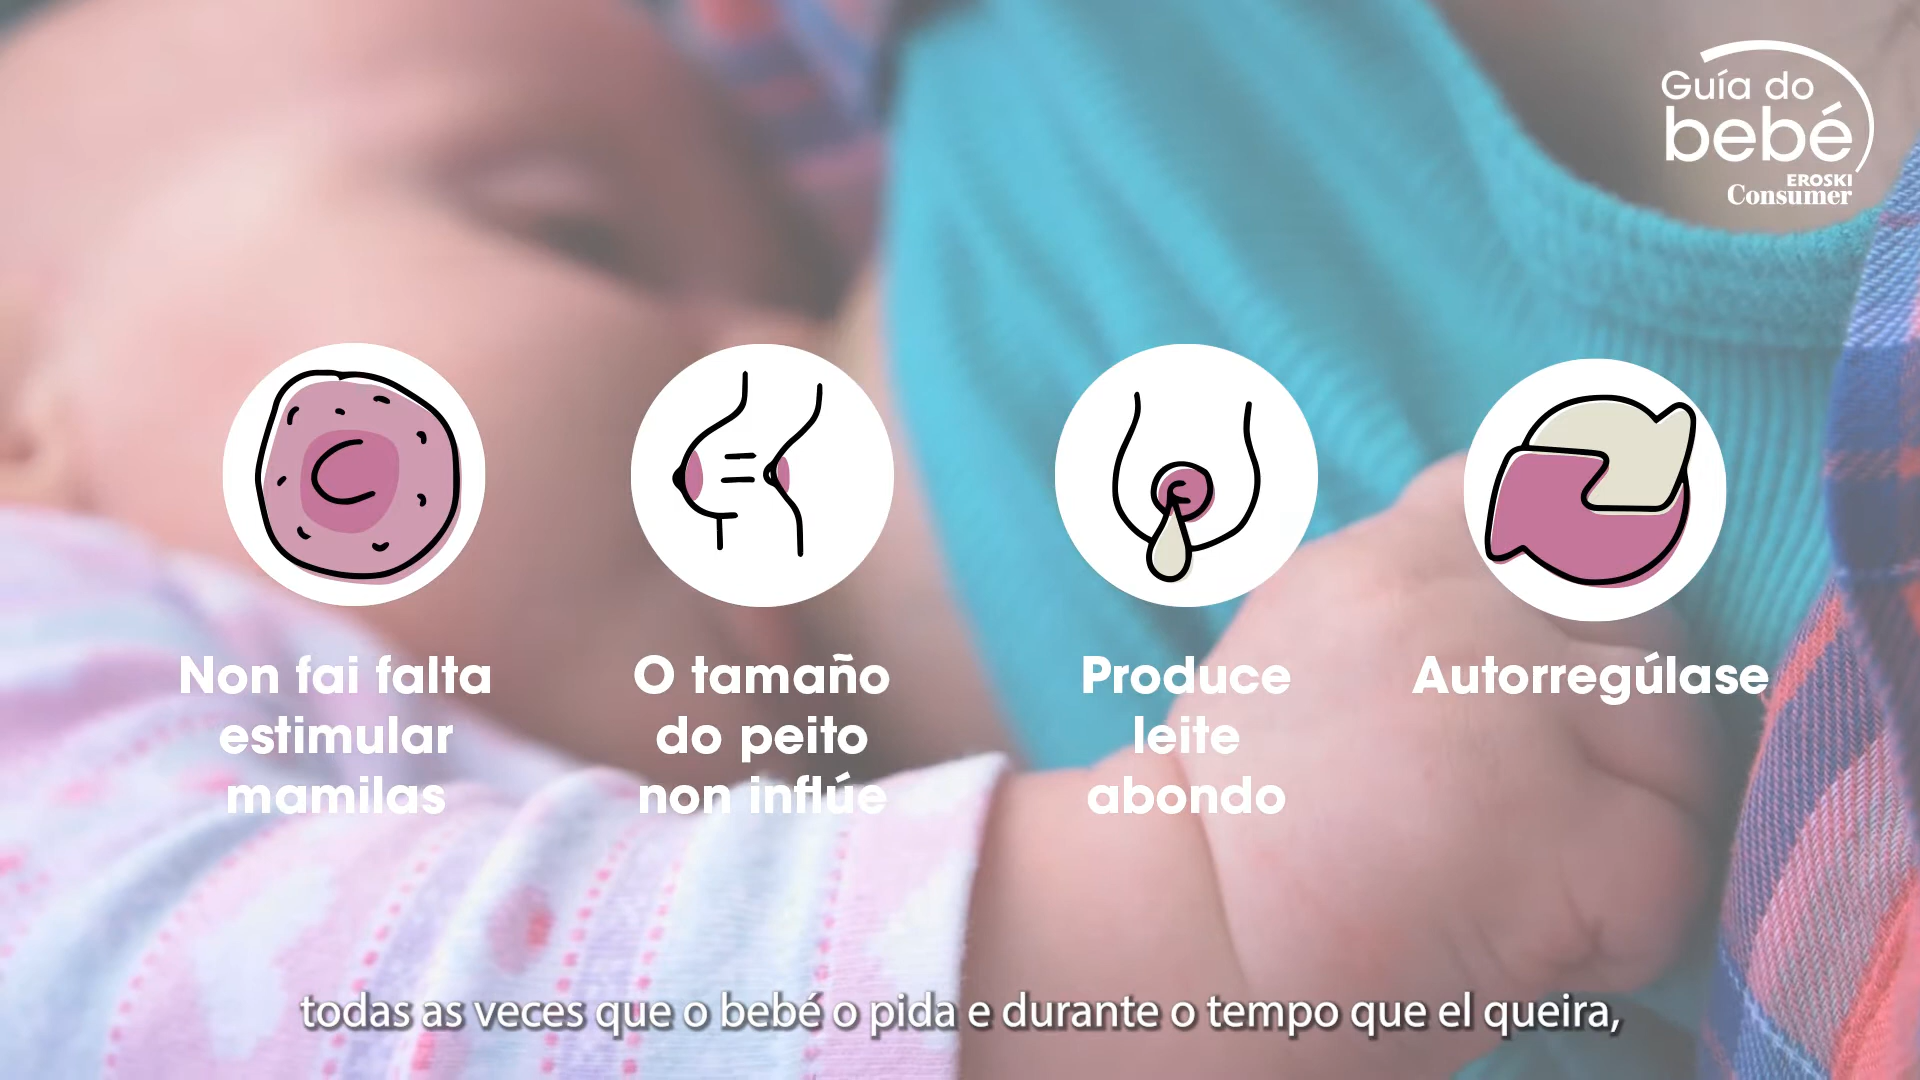 Guía do
bebé
EROSKI
Consumer
Non fai falta
estimular
mamilas
O tamaño
do peito
non inflúe
Produce
leite
abondo
Autorregúlase
todas as veces que o bebé o pida e durante o tempo que el queira,